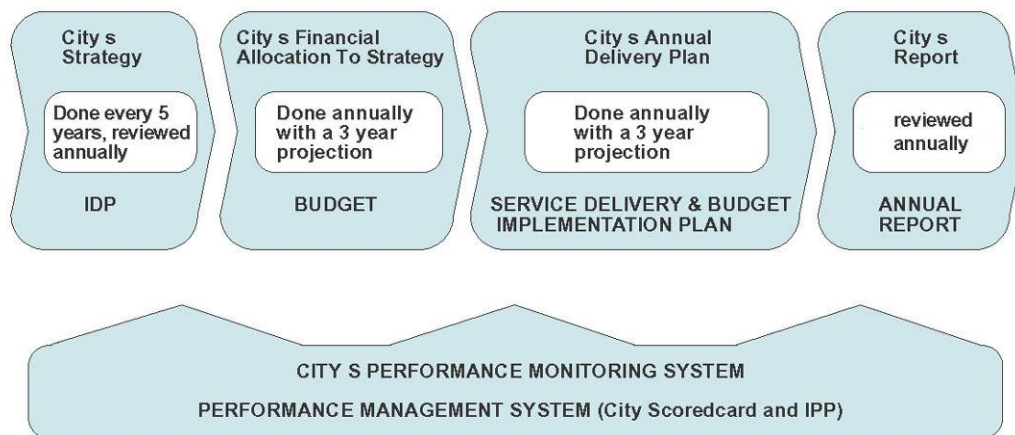 City s
Strategy
Done every 5
years, reviewed
annually
IDP
City s Financial
Allocation To Strategy
Done annually
with a 3 year
projection
BUDGET
City s Annual
Delivery Plan
Done annually
with a 3 year
projection
SERVICE DELIVERY & BUDGET
IMPLEMENTATION PLAN
City s
Report
reviewed
annually
ANNUAL
REPORT
CITY S PERFORMANCE MONITORING SYSTEM
PERFORMANCE MANAGEMENT SYSTEM (City Scoredcard and IPP)